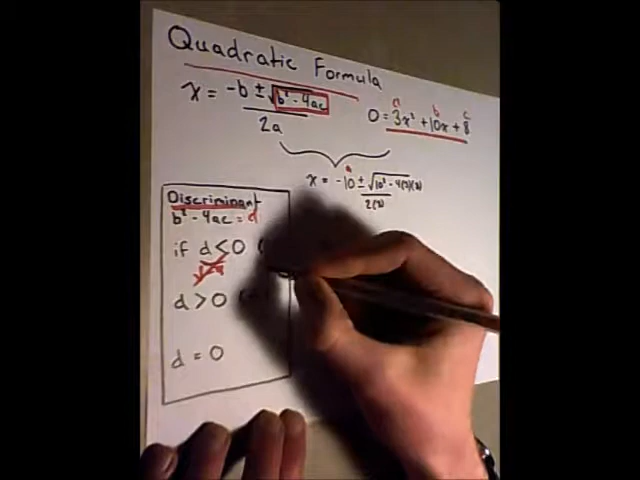 Quadratic Formula
x = -b ± √b² - 4ac
2a
a b c
0 = 3x² + 10x + 8
x = -10 ± √10² - 4(3)(8)
2(3)
Discriminant
b² - 4ac = d
if d < 0
d > 0
d = 0